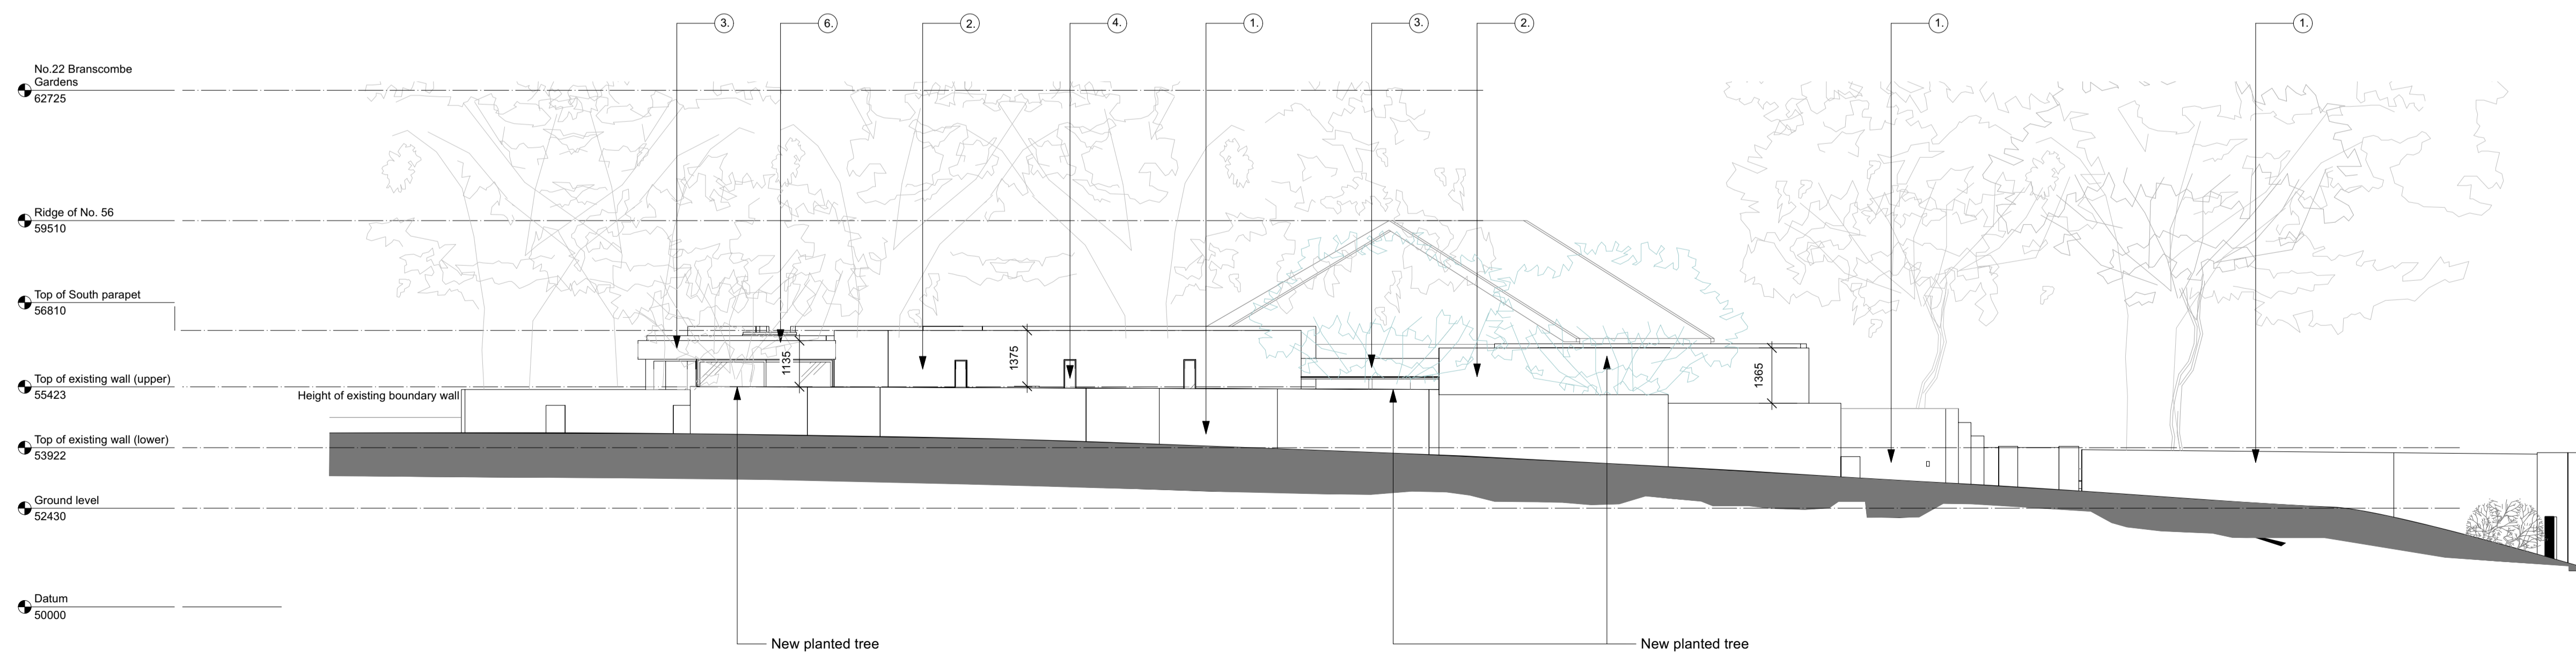 3.
6.
2.
4.
1.
3.
2.
1.
1.
No.22 Branscombe
Gardens
62725
Ridge of No. 56
59510
Top of South parapet
56810
1135
1375
1365
Top of existing wall (upper)
55423
Height of existing boundary wall
Top of existing wall (lower)
53922
Ground level
52430
Datum
50000
New planted tree
New planted tree